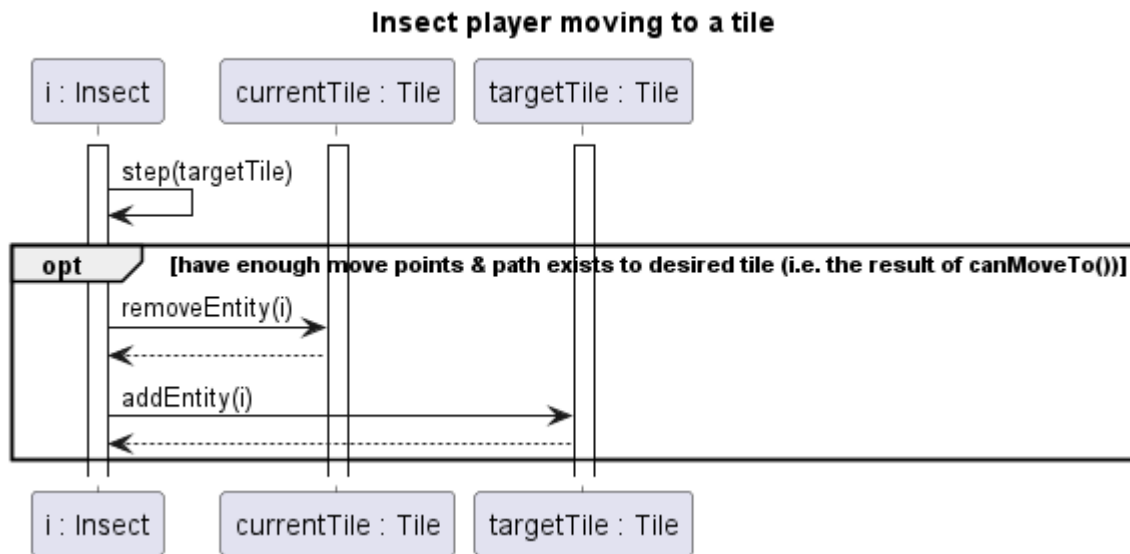 Insect player moving to a tile
i : Insect
currentTile : Tile
targetTile : Tile
step(targetTile)
opt
[have enough move points & path exists to desired tile (i.e. the result of canMoveTo())]
removeEntity(i)
addEntity(i)
i : Insect
currentTile : Tile
targetTile : Tile